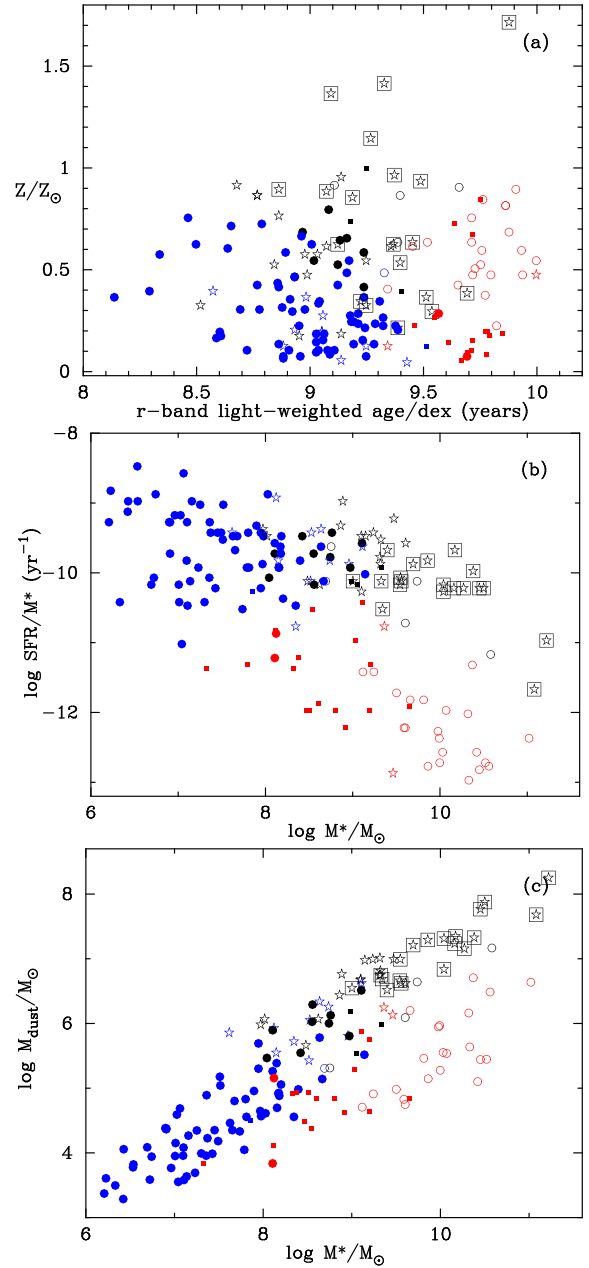 (a)
1.5
1
Z/Z⊙
0.5
0
8 8.5 9 9.5 10
r-band light-weighted age/dex (years)
-8
(b)
-10
log SFR/M* (yr⁻¹)
-12
6 8 10
log M*/M⊙
(c)
8
6
log M_dust/M⊙
4
6 8 10
log M*/M⊙